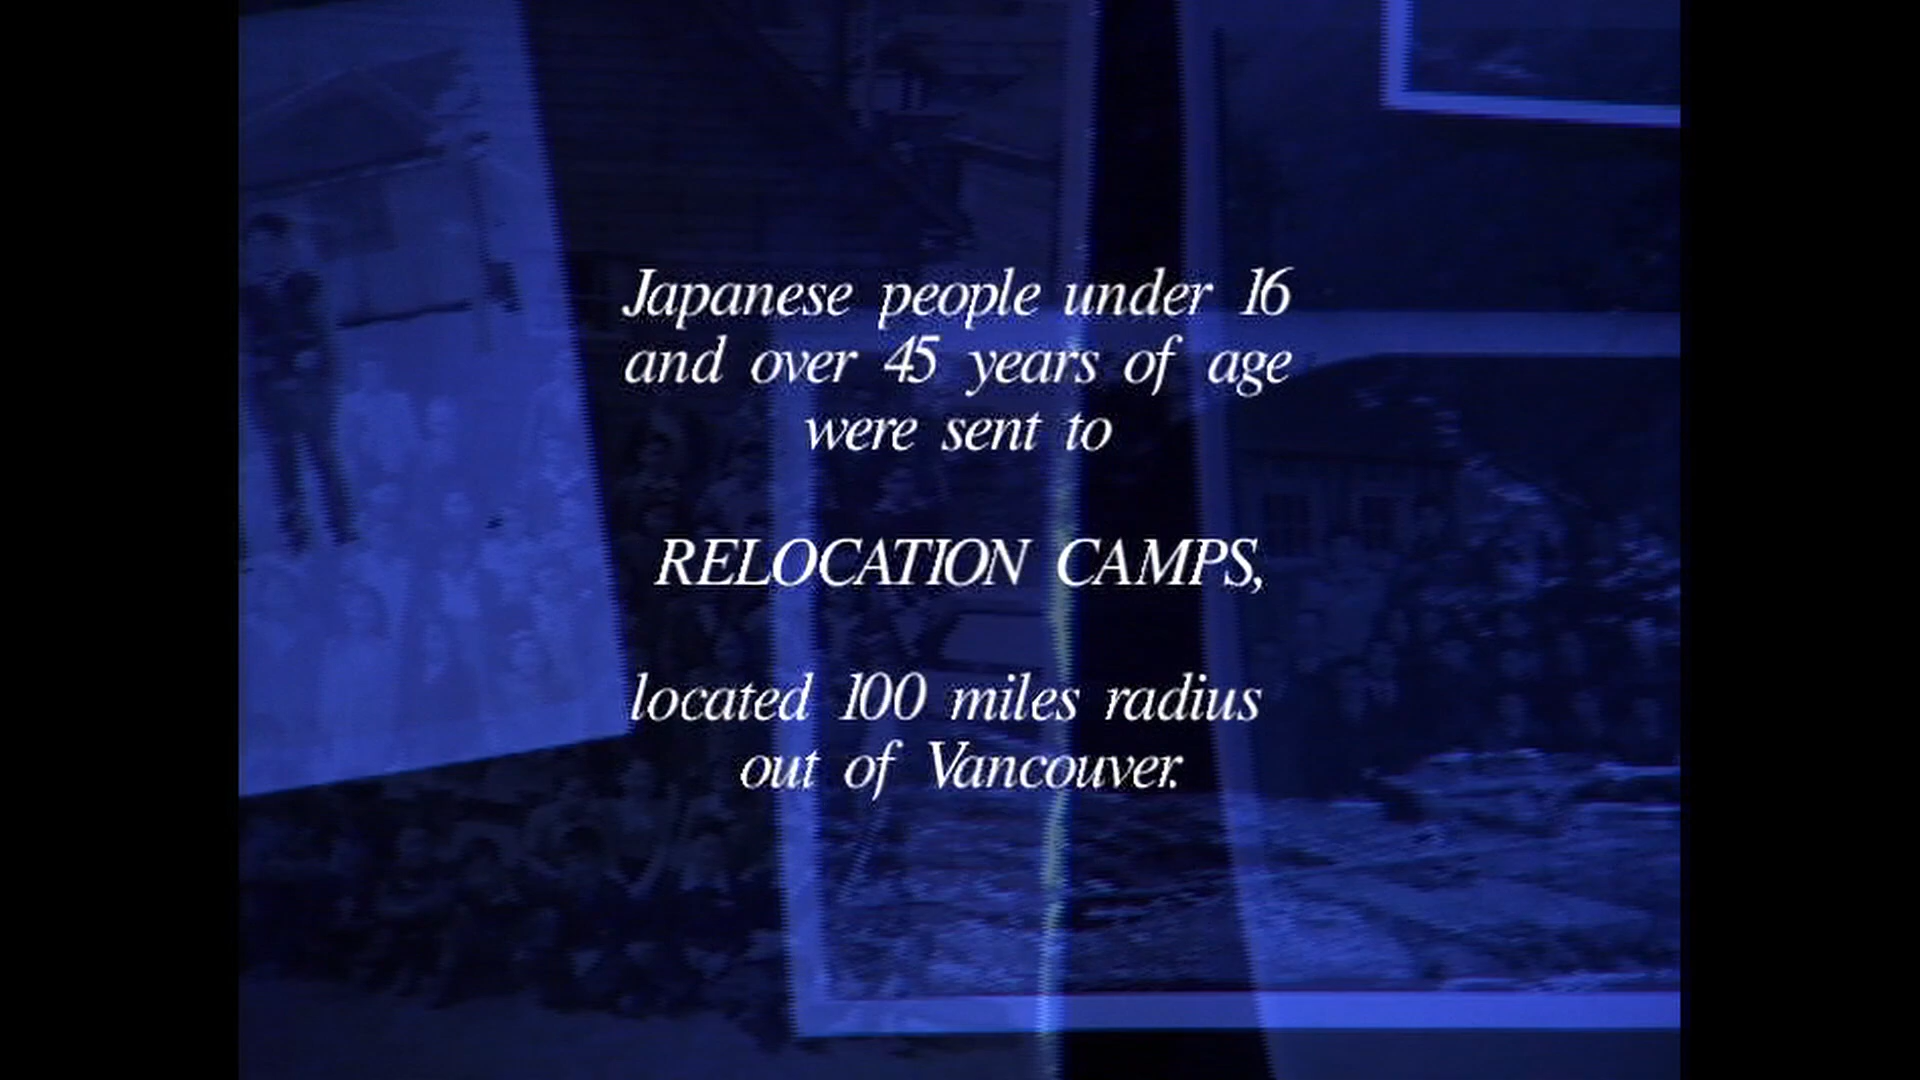 Japanese people under 16
and over 45 years of age
were sent to
RELOCATION CAMPS,
located 100 miles radius
out of Vancouver.